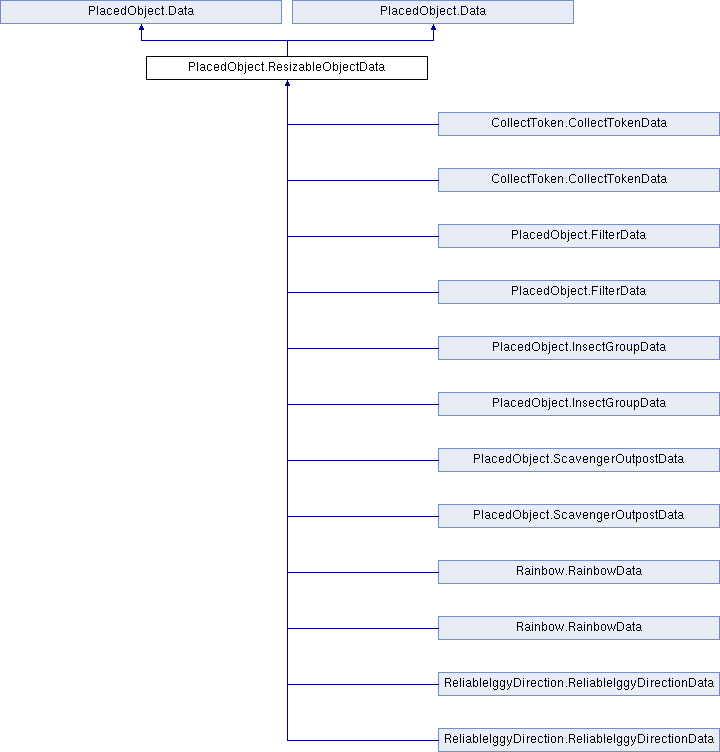 PlacedObject.Data
PlacedObject.Data
PlacedObject.ResizableObjectData
CollectToken.CollectTokenData
CollectToken.CollectTokenData
PlacedObject.FilterData
PlacedObject.FilterData
PlacedObject.InsectGroupData
PlacedObject.InsectGroupData
PlacedObject.ScavengerOutpostData
PlacedObject.ScavengerOutpostData
Rainbow.RainbowData
Rainbow.RainbowData
ReliableIggyDirection.ReliableIggyDirectionData
ReliableIggyDirection.ReliableIggyDirectionData